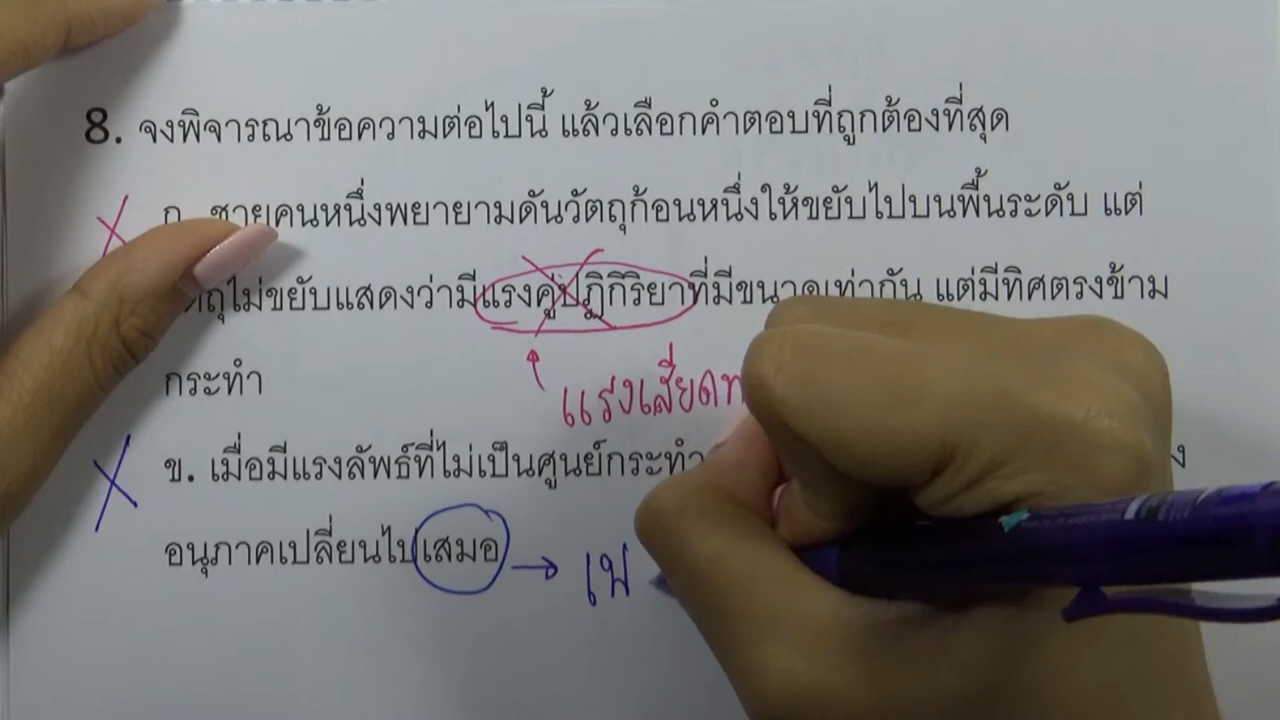 8. จงพิจารณาข้อความต่อไปนี้ แล้วเลือกคำตอบที่ถูกต้องที่สุด
ก. ชายคนหนึ่งพยายามดันวัตถุก้อนหนึ่งให้ขยับไปบนพื้นระดับ แต่
ไม่ขยับแสดงว่ามีแรงคู่ปฏิกิริยาที่มีขนาดเท่ากัน แต่มีทิศตรงข้าม
กระทำ
แรงเสียดท
ข. เมื่อมีแรงลัพธ์ที่ไม่เป็นศูนย์กระทำ
อนุภาคเปลี่ยนไปเสมอ → เพ